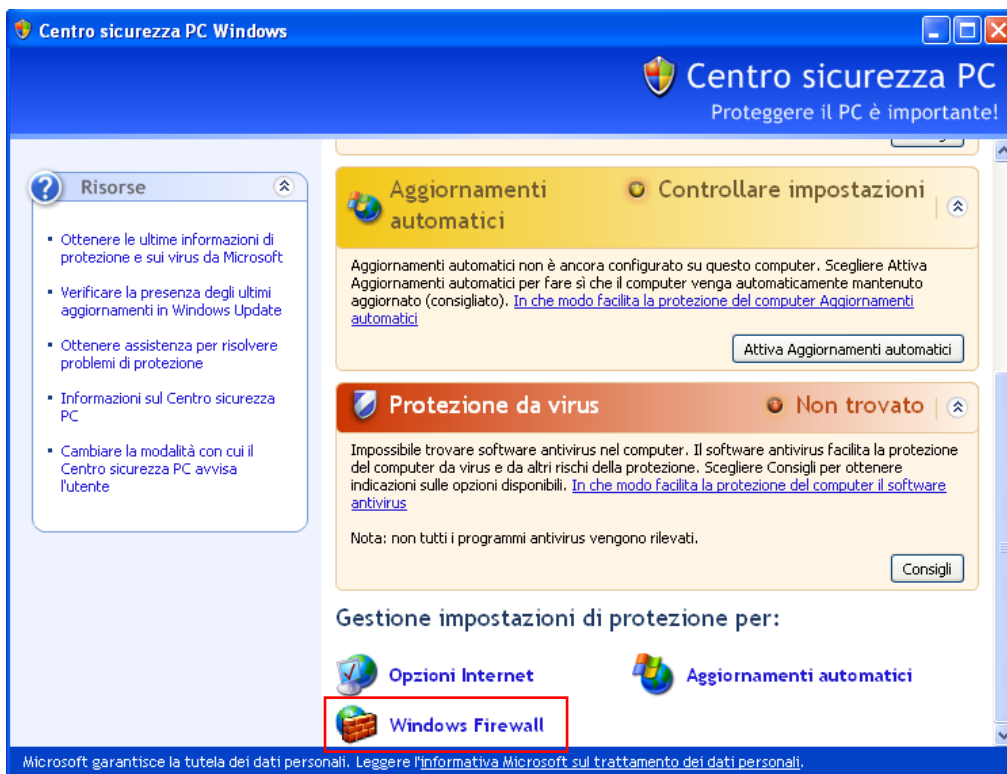 Centro sicurezza PC Windows
Centro sicurezza PC
Proteggere il PC è importante!
Risorse
Ottenere le ultime informazioni di
protezione e sui virus da Microsoft
Verificare la presenza degli ultimi
aggiornamenti in Windows Update
Ottenere assistenza per risolvere
problemi di protezione
Informazioni sul Centro sicurezza
PC
Cambiare la modalità con cui il
Centro sicurezza PC avvisa
l'utente
Aggiornamenti
automatici
Controllare impostazioni
Aggiornamenti automatici non è ancora configurato su questo computer. Scegliere Attiva
Aggiornamenti automatici per fare sì che il computer venga automaticamente mantenuto
aggiornato (consigliato). In che modo facilita la protezione del computer Aggiornamenti
automatici
Attiva Aggiornamenti automatici
Protezione da virus
Non trovato
Impossibile trovare software antivirus nel computer. Il software antivirus facilita la protezione
del computer da virus e da altri rischi della protezione. Scegliere Consigli per ottenere
indicazioni sulle opzioni disponibili. In che modo facilita la protezione del computer il software
antivirus
Nota: non tutti i programmi antivirus vengono rilevati.
Consigli
Gestione impostazioni di protezione per:
Opzioni Internet
Aggiornamenti automatici
Windows Firewall
Microsoft garantisce la tutela dei dati personali. Leggere l'informativa Microsoft sul trattamento dei dati personali.